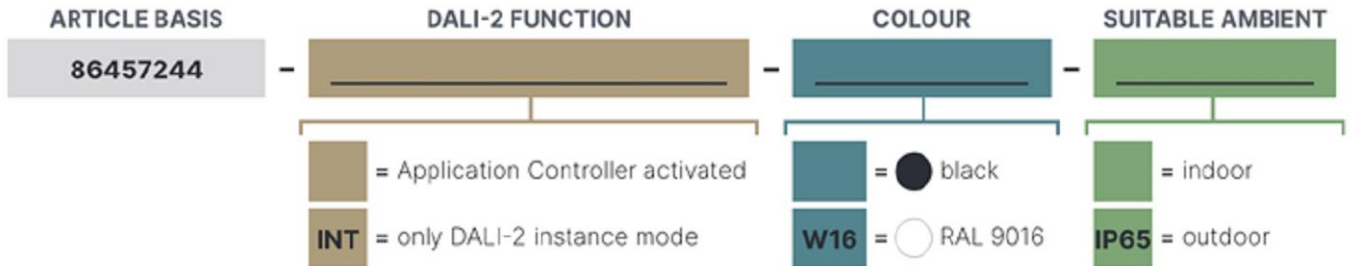 ARTICLE BASIS DALI-2 FUNCTION COLOUR SUITABLE AMBIENT
86457244 - - -
= Application Controller activated = black = indoor
INT = only DALI-2 instance mode W16 = RAL 9016 IP65 = outdoor